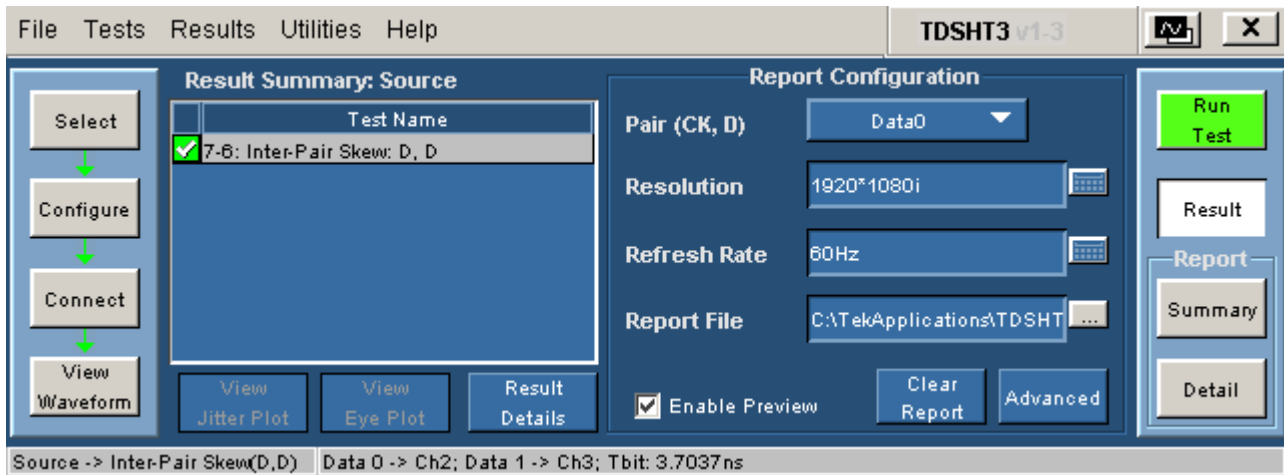 File Tests Results Utilities Help TDSHT3 v1-3
Select
Configure
Connect
View
Waveform
Result Summary: Source
Test Name
7-6: Inter-Pair Skew: D, D
View
Jitter Plot
View
Eye Plot
Result
Details
Report Configuration
Pair (CK, D) Data0
Resolution 1920*1080i
Refresh Rate 60Hz
Report File C:\TekApplications\TDSHT ...
Enable Preview
Clear
Report
Advanced
Run
Test
Result
Report
Summary
Detail
Source -> Inter-Pair Skew(D,D) Data 0 -> Ch2; Data 1 -> Ch3; Tbit: 3.7037ns